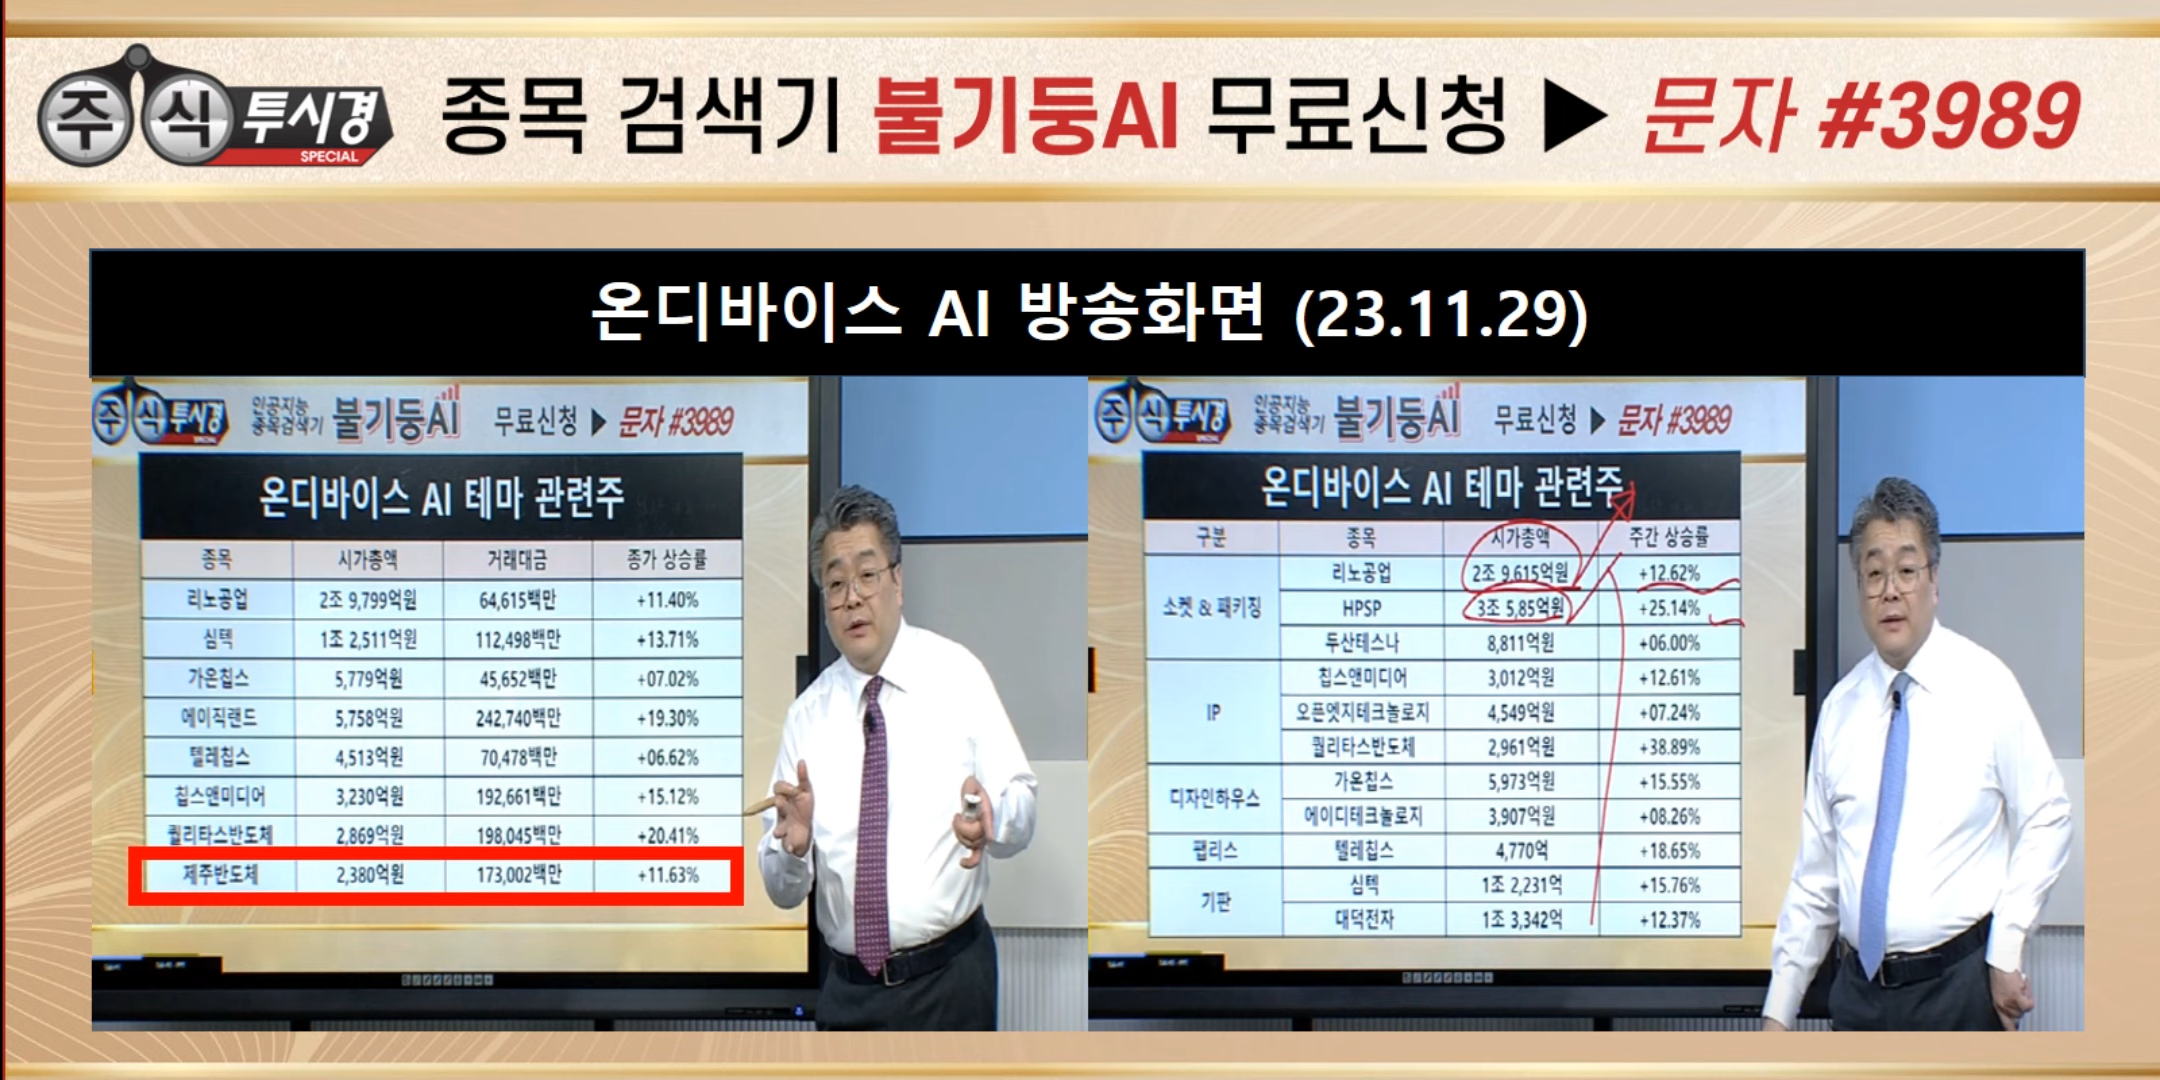 주식투시경 SPECIAL
종목 검색기 불기둥AI 무료신청 ▶ 문자 #3989
온디바이스 AI 방송화면 (23.11.29)
주식투시경 SPECIAL
인공지능
종목검색기
불기둥AI 무료신청 ▶ 문자 #3989
온디바이스 AI 테마 관련주
종목 시가총액 거래대금 종가 상승률
리노공업 2조 9,799억원 64,615백만 +11.40%
심텍 1조 2,511억원 112,498백만 +13.71%
가온칩스 5,779억원 45,652백만 +07.02%
에이직랜드 5,758억원 242,740백만 +19.30%
텔레칩스 4,513억원 70,478백만 +06.62%
칩스앤미디어 3,230억원 192,661백만 +15.12%
퀄리타스반도체 2,869억원 198,045백만 +20.41%
제주반도체 2,380억원 173,002백만 +11.63%
주식투시경 SPECIAL
인공지능
종목검색기
불기둥AI 무료신청 ▶ 문자 #3989
온디바이스 AI 테마 관련주
구분 종목 시가총액 주간 상승률
소켓 & 패키징 리노공업 2조 9,615억원 +12.62%
HPSP 3조 5,85억원 +25.14%
두산테스나 8,811억원 +06.00%
IP 칩스앤미디어 3,012억원 +12.61%
오픈엣지테크놀로지 4,549억원 +07.24%
퀄리타스반도체 2,961억원 +38.89%
디자인하우스 가온칩스 5,973억원 +15.55%
에이디테크놀로지 3,907억원 +08.26%
팹리스 텔레칩스 4,770억 +18.65%
기판 심텍 1조 2,231억 +15.76%
대덕전자 1조 3,342억 +12.37%